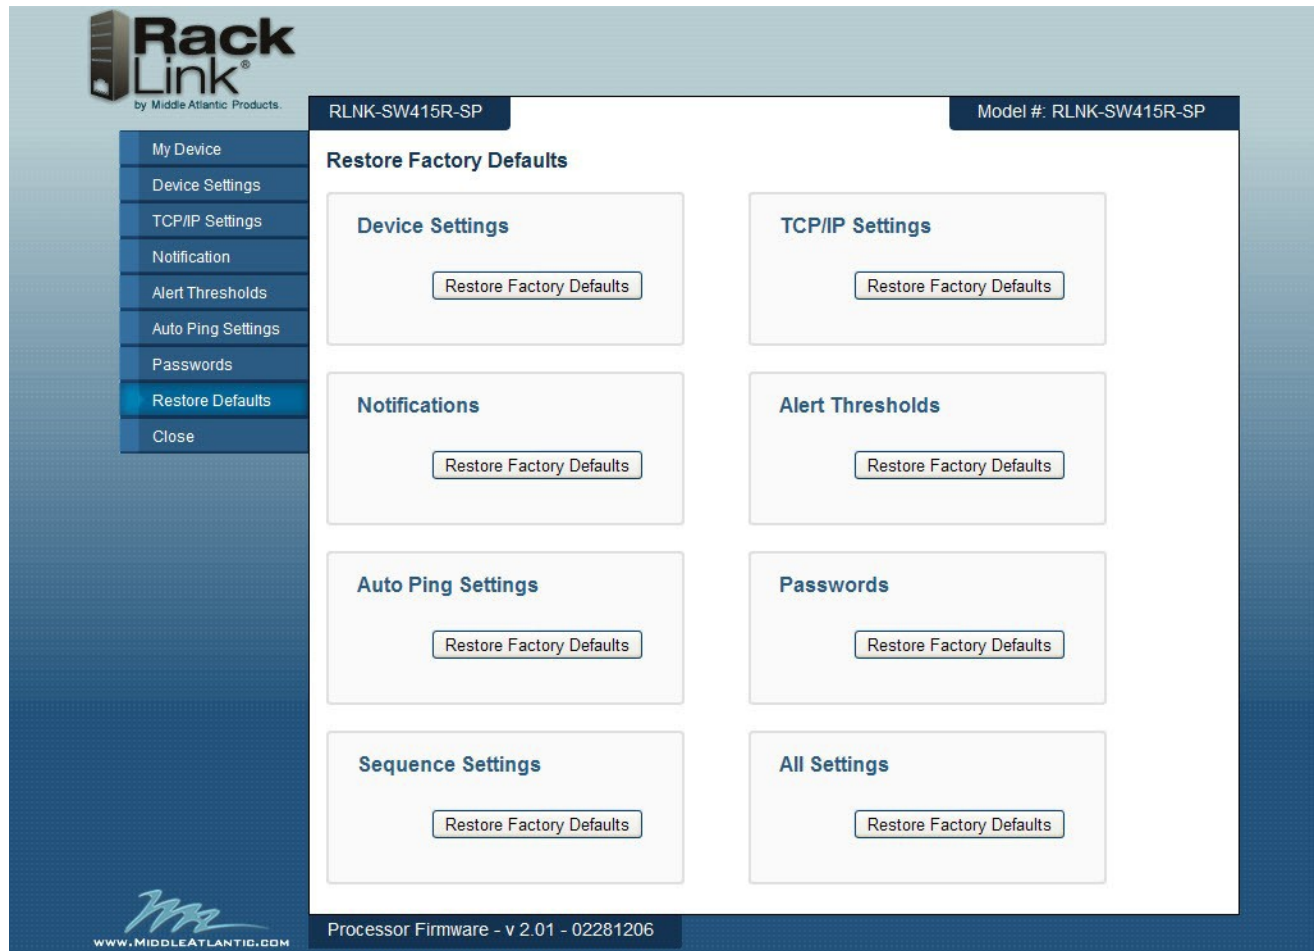 Rack
Link®
by Middle Atlantic Products.
RLNK-SW415R-SP
Model #: RLNK-SW415R-SP
My Device
Device Settings
TCP/IP Settings
Notification
Alert Thresholds
Auto Ping Settings
Passwords
Restore Defaults
Close
Restore Factory Defaults
Device Settings
Restore Factory Defaults
TCP/IP Settings
Restore Factory Defaults
Notifications
Restore Factory Defaults
Alert Thresholds
Restore Factory Defaults
Auto Ping Settings
Restore Factory Defaults
Passwords
Restore Factory Defaults
Sequence Settings
Restore Factory Defaults
All Settings
Restore Factory Defaults
www.MiddleAtlantic.com
Processor Firmware - v 2.01 - 02281206